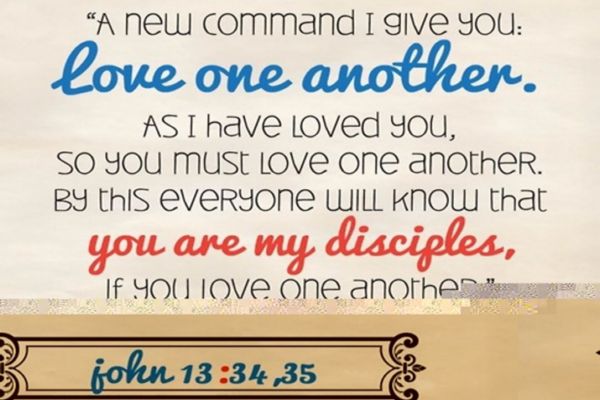 “A new command I give you:
Love one another.
AS I have loved you,
so you must love one another.
By this everyone will know that
you are my disciples,
If you love one another.”
john 13:34,35